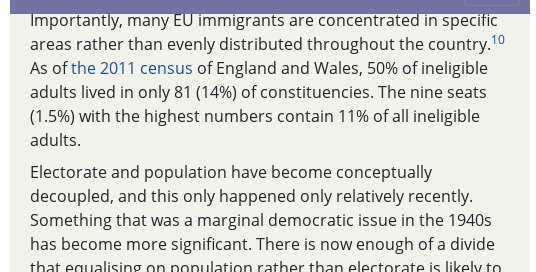 Importantly, many EU immigrants are concentrated in specific
areas rather than evenly distributed throughout the country.10
As of the 2011 census of England and Wales, 50% of ineligible
adults lived in only 81 (14%) of constituencies. The nine seats
(1.5%) with the highest numbers contain 11% of all ineligible
adults.
Electorate and population have become conceptually
decoupled, and this only happened only relatively recently.
Something that was a marginal democratic issue in the 1940s
has become more significant. There is now enough of a divide
that equalising on population rather than electorate is likely to